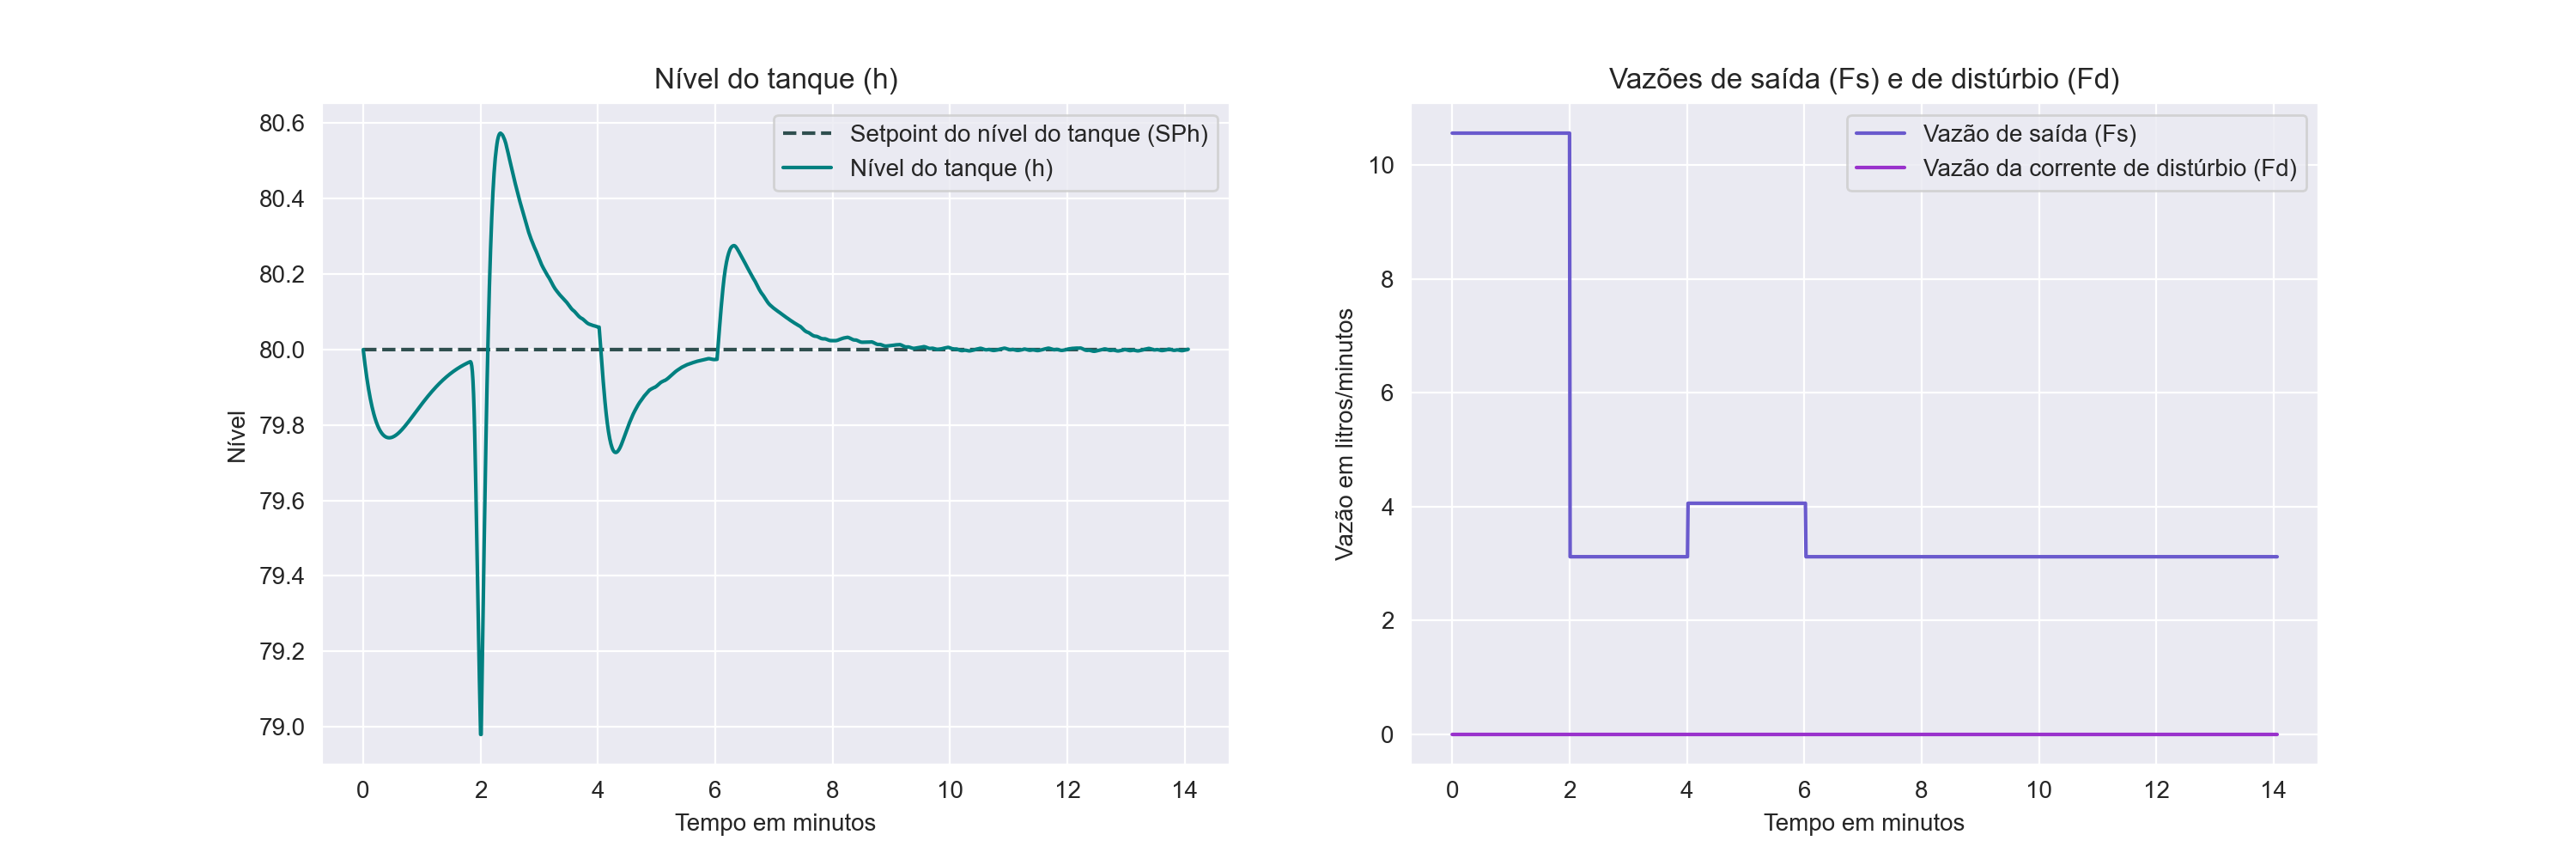 Nível do tanque (h)
80.6
80.4
80.2
80.0
79.8
79.6
79.4
79.2
79.0
Nível
Setpoint do nível do tanque (SPh)
Nível do tanque (h)
0 2 4 6 8 10 12 14
Tempo em minutos
Vazões de saída (Fs) e de distúrbio (Fd)
10
8
6
4
2
0
Vazão em litros/minutos
Vazão de saída (Fs)
Vazão da corrente de distúrbio (Fd)
0 2 4 6 8 10 12 14
Tempo em minutos